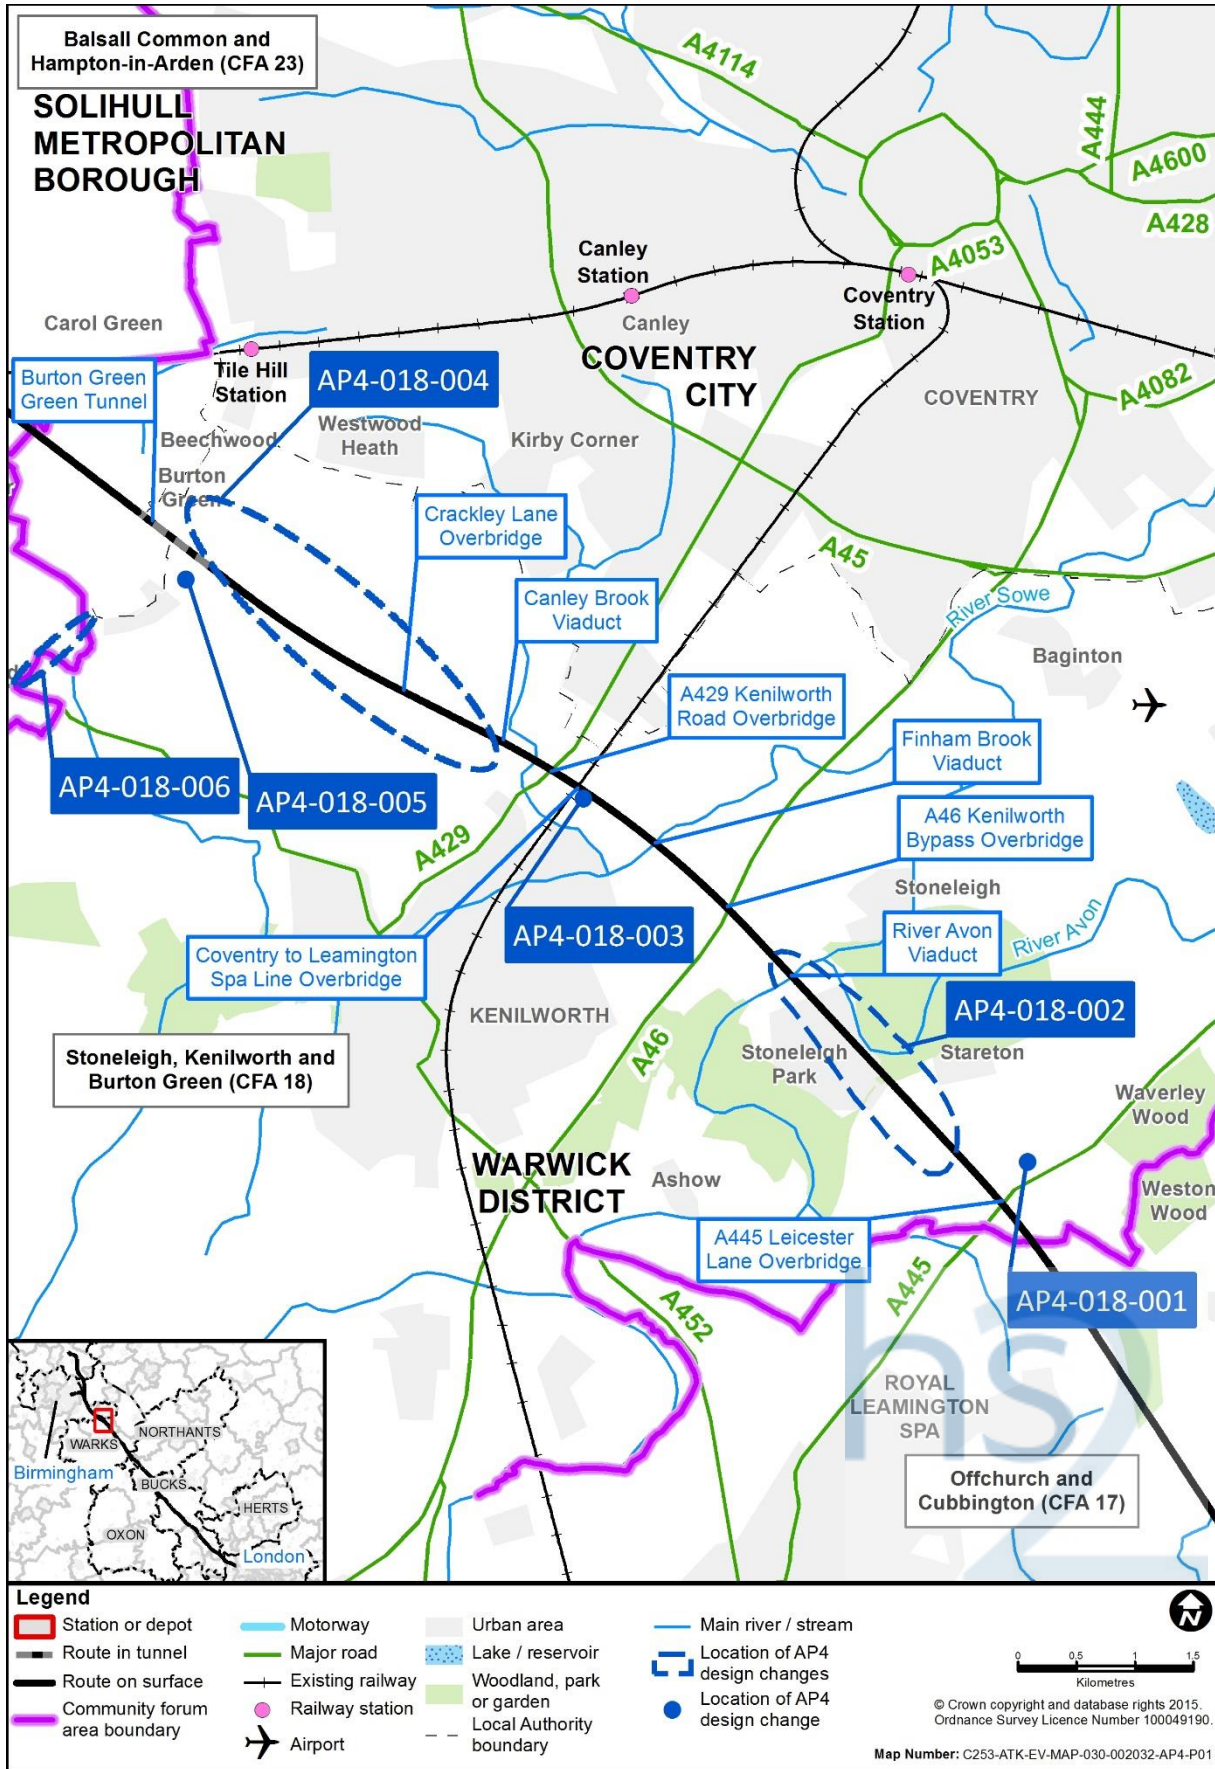 Balsall Common and
Hampton-in-Arden (CFA 23)
SOLIHULL
METROPOLITAN
BOROUGH
A4114
A444
A4600
A428
A4053
Canley
Station
Coventry
Station
Canley
Carol Green
COVENTRY
CITY
Tile Hill
Station
Burton Green
Green Tunnel
AP4-018-004
A4082
COVENTRY
Beechwood
Westwood
Heath
Kirby Corner
Burton
Green
Crackley Lane
Overbridge
A45
Canley Brook
Viaduct
River Sowe
Baginton
A429 Kenilworth
Road Overbridge
Finham Brook
Viaduct
AP4-018-006
AP4-018-005
A46 Kenilworth
Bypass Overbridge
A429
Stoneleigh
AP4-018-003
River Avon
Viaduct
River Avon
Coventry to Leamington
Spa Line Overbridge
KENILWORTH
AP4-018-002
A46
Stoneleigh
Park
Stareton
Stoneleigh, Kenilworth and
Burton Green (CFA 18)
Waverley
Wood
WARWICK
DISTRICT
Ashow
Weston
Wood
A445 Leicester
Lane Overbridge
A445
AP4-018-001
A452
hs2
ROYAL
LEAMINGTON
SPA
Offchurch and
Cubbington (CFA 17)
NORTHANTS
WARKS
Birmingham
BUCKS
HERTS
OXON
London
Legend
Station or depot
Route in tunnel
Route on surface
Community forum
area boundary
Motorway
Major road
Existing railway
Railway station
Airport
Urban area
Lake / reservoir
Woodland, park
or garden
Local Authority
boundary
Main river / stream
Location of AP4
design changes
Location of AP4
design change
N
0 0.5 1 1.5
Kilometres
© Crown copyright and database rights 2015.
Ordnance Survey Licence Number 100049190.
Map Number: C253-ATK-EV-MAP-030-002032-AP4-P01